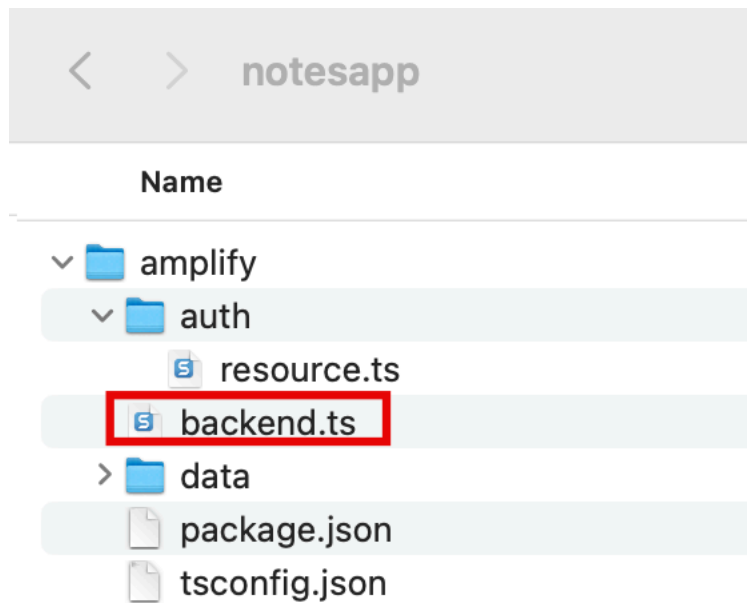 notesapp
Name
amplify
auth
resource.ts
backend.ts
data
package.json
tsconfig.json